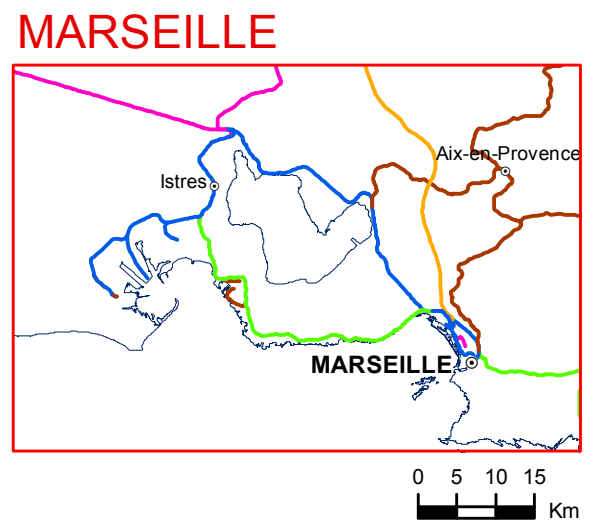 MARSEILLE
Aix-en-Provence
Istres
MARSEILLE
0 5 10 15
Km